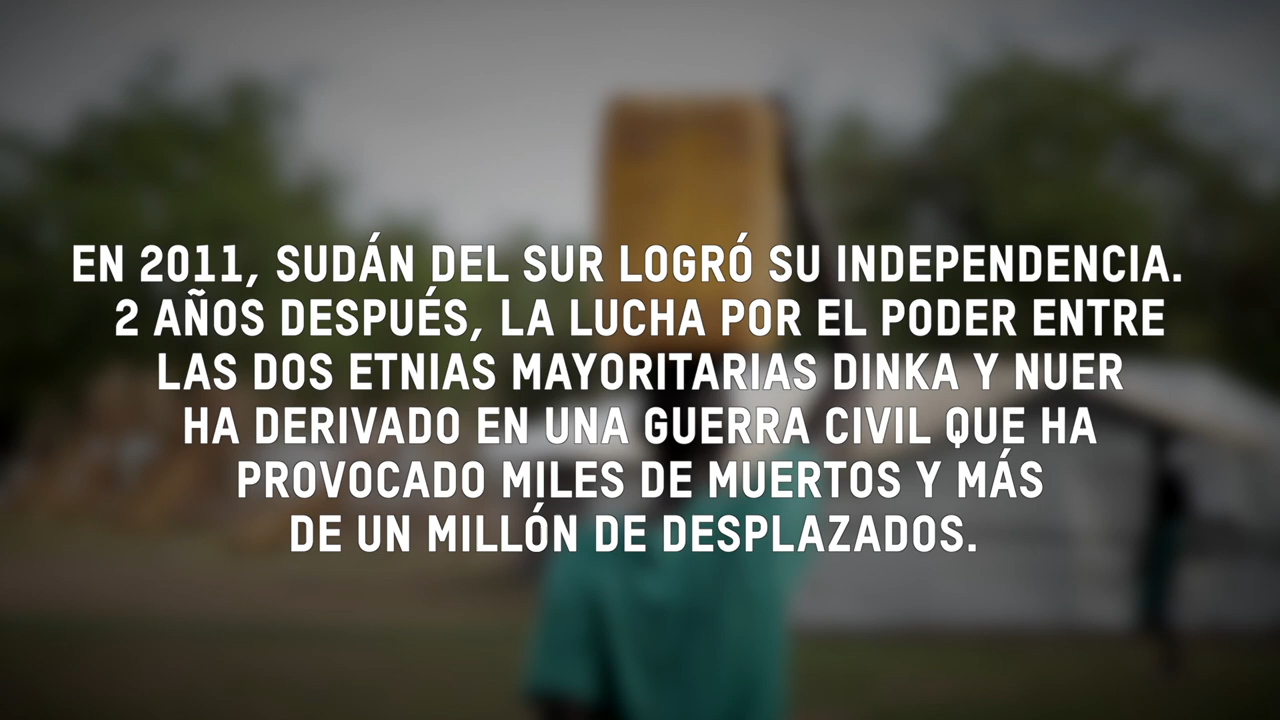 EN 2011, SUDÁN DEL SUR LOGRÓ SU INDEPENDENCIA.
2 AÑOS DESPUÉS, LA LUCHA POR EL PODER ENTRE
LAS DOS ETNIAS MAYORITARIAS DINKA Y NUER
HA DERIVADO EN UNA GUERRA CIVIL QUE HA
PROVOCADO MILES DE MUERTOS Y MÁS
DE UN MILLÓN DE DESPLAZADOS.